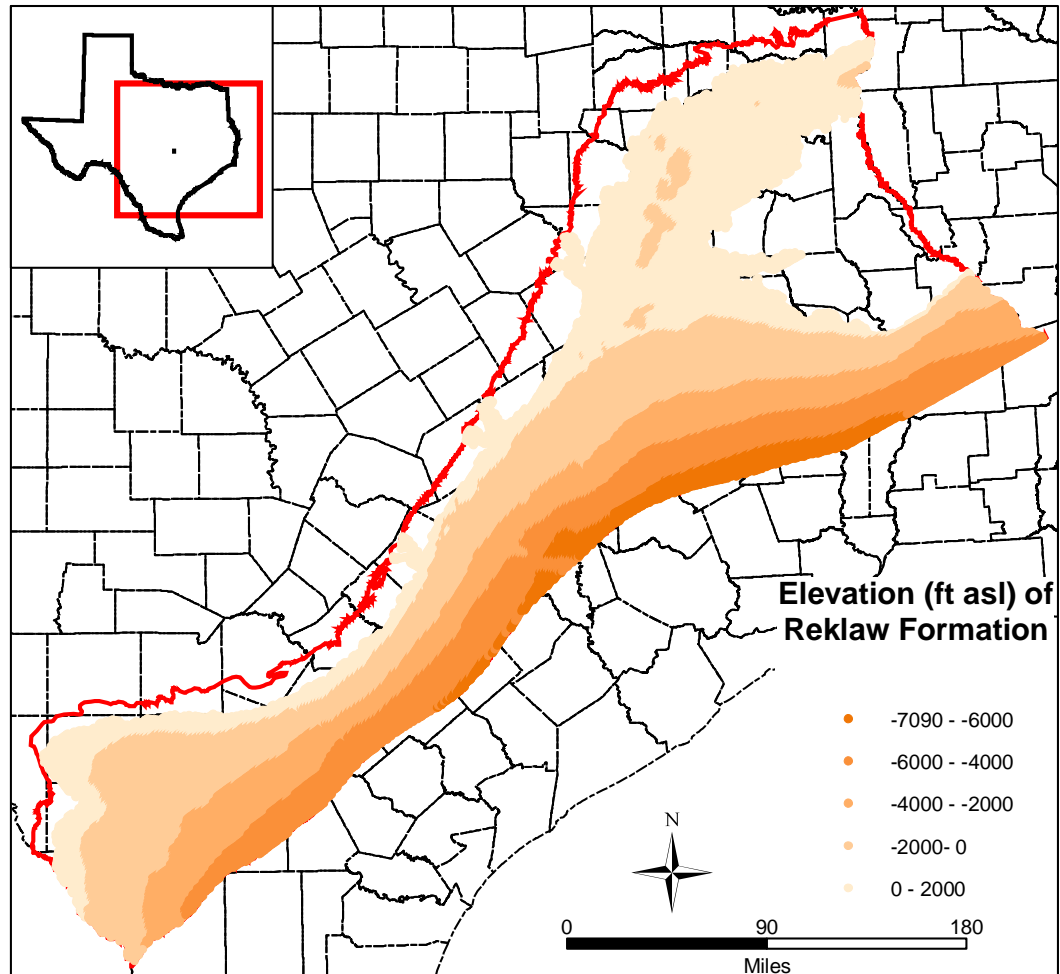 Elevation (ft asl) of
Reklaw Formation
-7090 - -6000
-6000 - -4000
-4000 - -2000
-2000- 0
0 - 2000
N
0 90 180
Miles